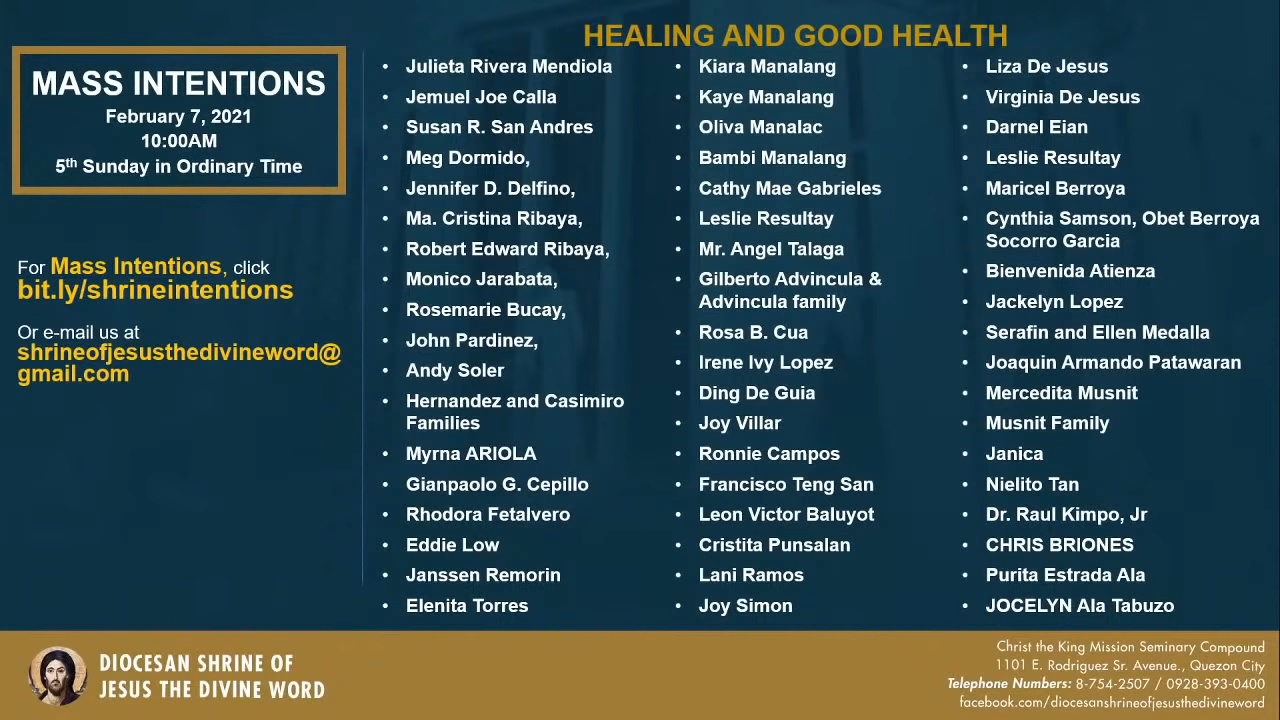 HEALING AND GOOD HEALTH
MASS INTENTIONS
February 7, 2021
10:00AM
5th Sunday in Ordinary Time
For Mass Intentions, click
bit.ly/shrineintentions
Or e-mail us at
shrineofjesusthedivineword@
gmail.com
• Julieta Rivera Mendiola
• Jemuel Joe Calla
• Susan R. San Andres
• Meg Dormido,
• Jennifer D. Delfino,
• Ma. Cristina Ribaya,
• Robert Edward Ribaya,
• Monico Jarabata,
• Rosemarie Bucay,
• John Pardinez,
• Andy Soler
• Hernandez and Casimiro
Families
• Myrna ARIOLA
• Gianpaolo G. Cepillo
• Rhodora Fetalvero
• Eddie Low
• Janssen Remorin
• Elenita Torres
• Kiara Manalang
• Kaye Manalang
• Oliva Manalac
• Bambi Manalang
• Cathy Mae Gabrieles
• Leslie Resultay
• Mr. Angel Talaga
• Gilberto Advincula &
Advincula family
• Rosa B. Cua
• Irene Ivy Lopez
• Ding De Guia
• Joy Villar
• Ronnie Campos
• Francisco Teng San
• Leon Victor Baluyot
• Cristita Punsalan
• Lani Ramos
• Joy Simon
• Liza De Jesus
• Virginia De Jesus
• Darnel Eian
• Leslie Resultay
• Maricel Berroya
• Cynthia Samson, Obet Berroya
Socorro Garcia
• Bienvenida Atienza
• Jackelyn Lopez
• Serafin and Ellen Medalla
• Joaquin Armando Patawaran
• Mercedita Musnit
• Musnit Family
• Janica
• Nielito Tan
• Dr. Raul Kimpo, Jr
• CHRIS BRIONES
• Purita Estrada Ala
• JOCELYN Ala Tabuzo
DIOCESAN SHRINE OF
JESUS THE DIVINE WORD
Christ the King Mission Seminary Compound
1101 E. Rodriguez Sr. Avenue., Quezon City
Telephone Numbers: 8-754-2507 / 0928-393-0400
facebook.com/diocesanshrineofjesusthedivineword